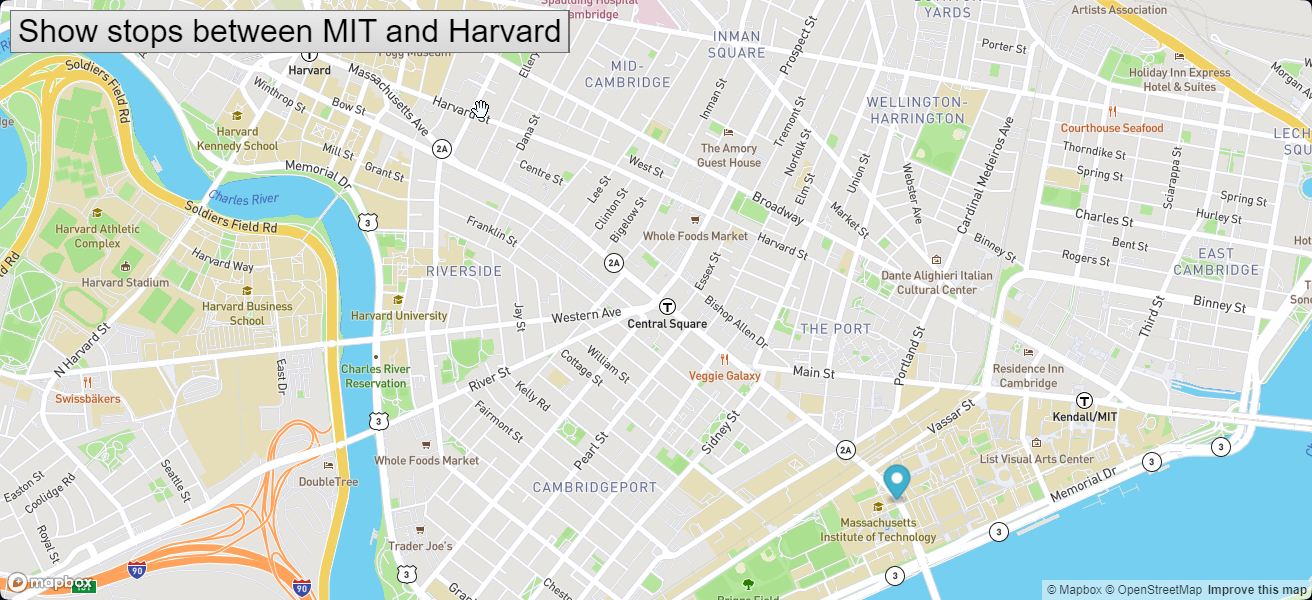 Show stops between MIT and Harvard
Spaulding Hospital
Cambridge
YARDS
Artists Association
Porter St
INMAN
SQUARE
Prospect St
Ellery
Soldiers Field Rd
Harvard
Massachusetts Ave
MID-
CAMBRIDGE
Holiday Inn Express
Hotel & Suites
Winthrop St
Bow St
Harvard St
Inman St
Tremont St
WELLINGTON-
HARRINGTON
Courthouse Seafood
Harvard
Kennedy School
Dana St
2A
The Amory
Guest House
Norfolk St
Cardinal Medeiros Ave
Thorndike St
Mill St
Grant St
Memorial Dr
Centre St
West St
Union St
Webster Ave
Spring St
Sciarappa St
Elm St
Lee St
Clinton St
Bigelow St
Broadway
Market St
Spring St
Hurley St
Charles River
Soldiers Field Rd
3
Franklin St
Whole Foods Market
Harvard St
Charles St
Bent St
Binney St
Rogers St
Harvard Athletic
Complex
Harvard Way
2A
Essex St
Dante Alighieri Italian
Cultural Center
EAST
CAMBRIDGE
Harvard Stadium
RIVERSIDE
Harvard Business
School
Harvard University
Jay St
Western Ave
Central Square
Bishop Allen Dr
THE PORT
Third St
Binney St
N Harvard St
East Dr
Charles River
Reservation
River St
William St
Cottage St
Kelly Rd
Veggie Galaxy
Main St
Portland St
Residence Inn
Cambridge
Swissbäkers
3
Fairmont St
Pearl St
Sidney St
Vassar St
Kendall/MIT
Whole Foods Market
2A
List Visual Arts Center
3
3
Memorial Dr
Easton St
Coolidge Rd
Seattle St
DoubleTree
CAMBRIDGEPORT
Royal St
Trader Joe's
Massachusetts
Institute of Technology
3
90
90
3
3
mapbox
131
© Mapbox © OpenStreetMap Improve this map